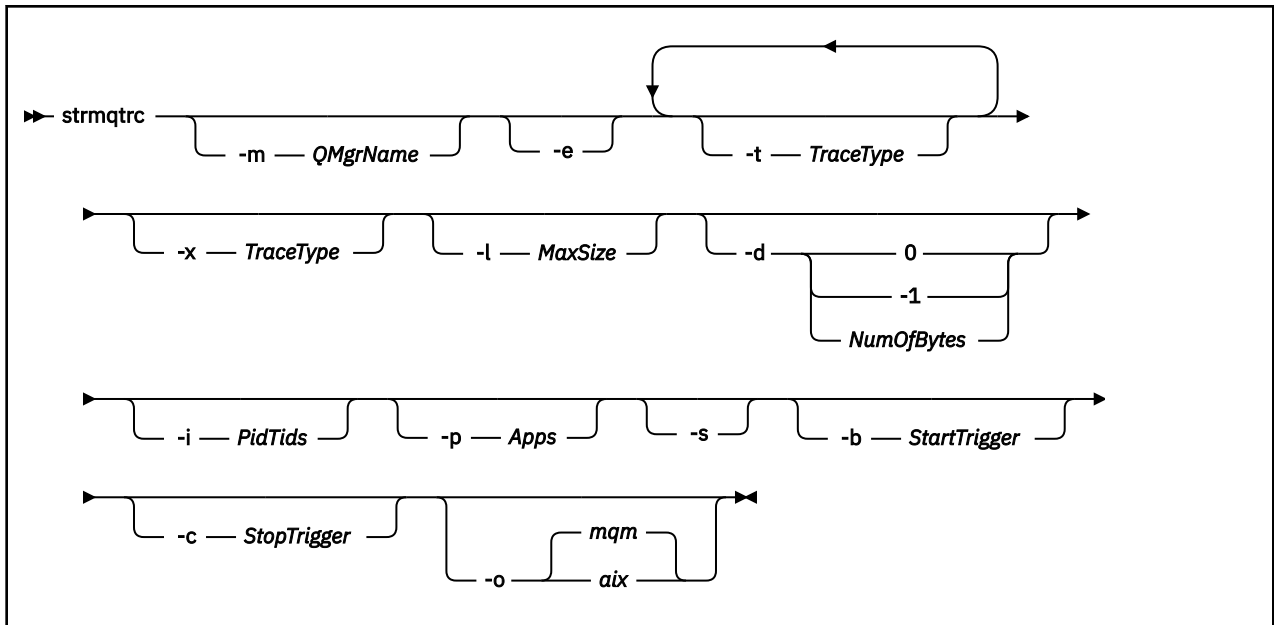 strmqtrc
-m QMgrName -e -t TraceType
-x TraceType -l MaxSize -d 0
-1
NumOfBytes
-i PidTids -p Apps -s -b StartTrigger
-c StopTrigger mqm
-o aix